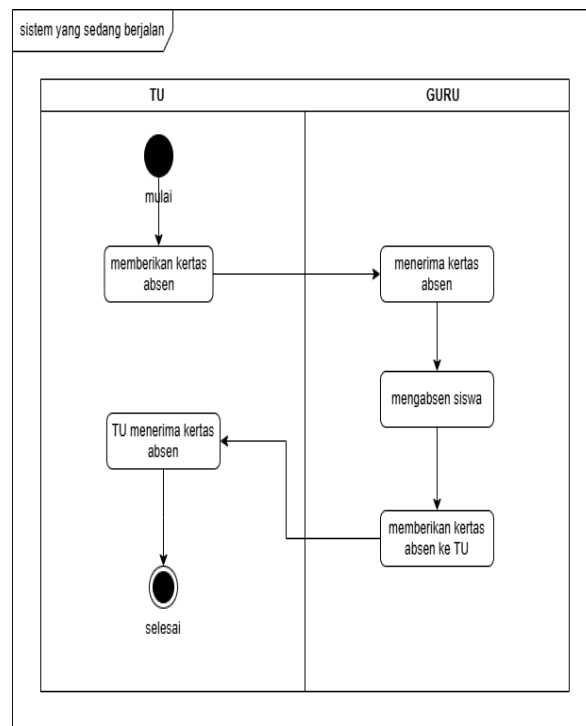 sistem yang sedang berjalan
TU
GURU
mulai
memberikan kertas
absen
menerima kertas
absen
mengabsen siswa
memberikan kertas
absen ke TU
TU menerima kertas
absen
selesai